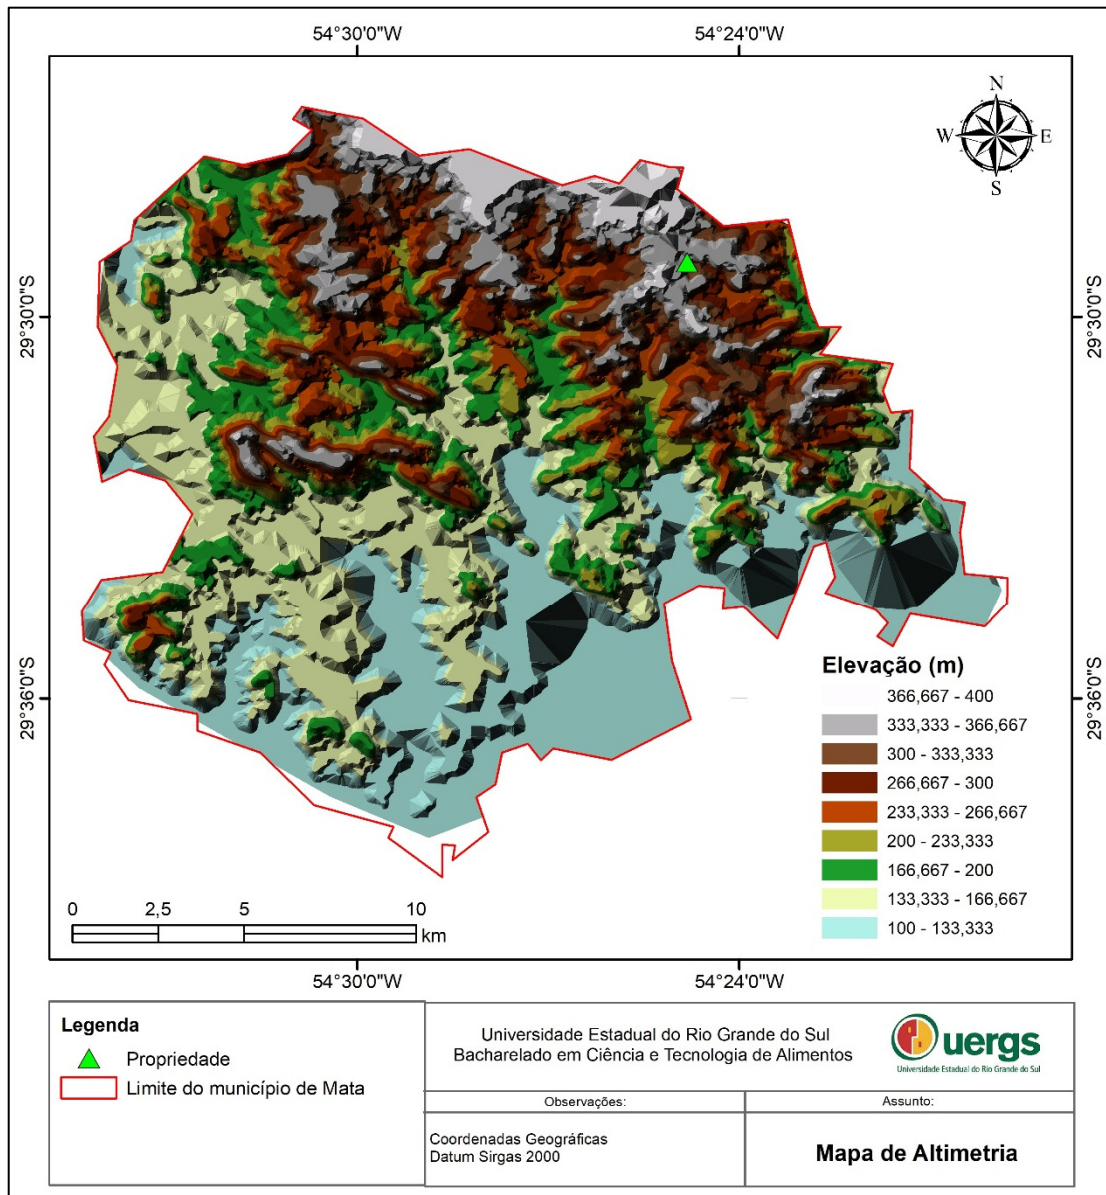 54°30'0"W
54°24'0"W
N
W
E
S
29°30'0"S
29°30'0"S
29°36'0"S
29°36'0"S
Elevação (m)
366,667 - 400
333,333 - 366,667
300 - 333,333
266,667 - 300
233,333 - 266,667
200 - 233,333
166,667 - 200
133,333 - 166,667
100 - 133,333
0
2,5
5
10
km
54°30'0"W
54°24'0"W
Legenda
Propriedade
Limite do município de Mata
Universidade Estadual do Rio Grande do Sul
Bacharelado em Ciência e Tecnologia de Alimentos
uergs
Universidade Estadual do Rio Grande do Sul
Observações:
Assunto:
Coordenadas Geográficas
Datum Sirgas 2000
Mapa de Altimetria